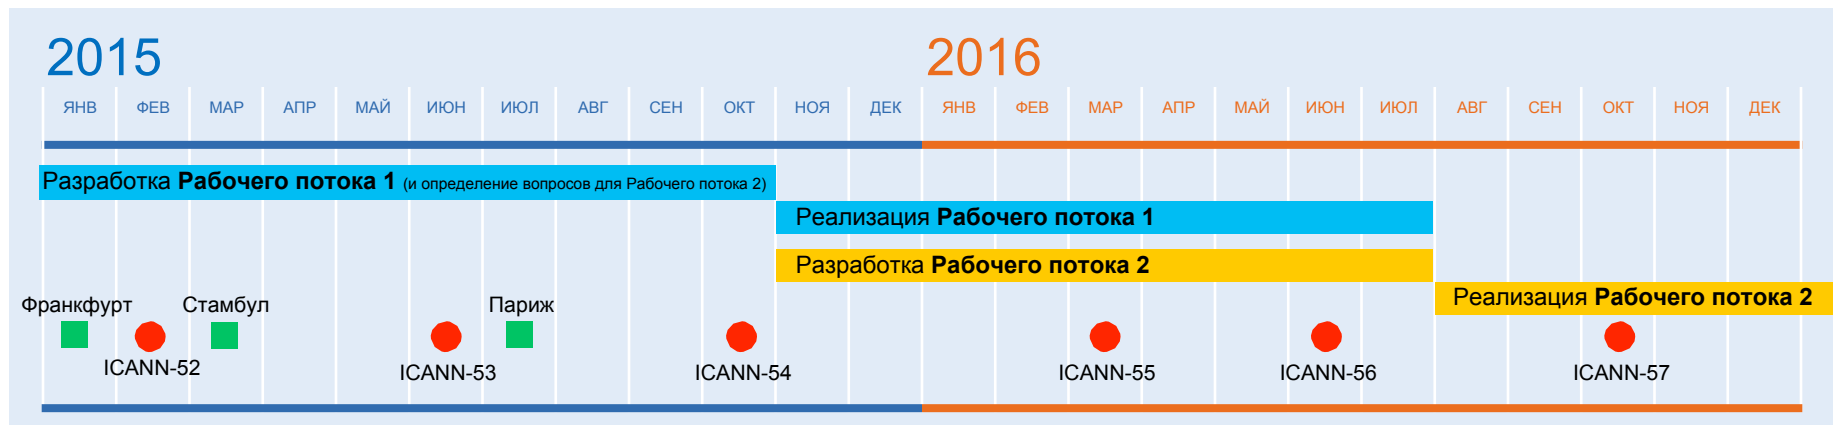 2015 2016
ЯНВ ФЕВ МАР АПР МАЙ ИЮН ИЮЛ АВГ СЕН ОКТ НОЯ ДЕК ЯНВ ФЕВ МАР АПР МАЙ ИЮН ИЮЛ АВГ СЕН ОКТ НОЯ ДЕК
Разработка Рабочего потока 1 (и определение вопросов для Рабочего потока 2)
Реализация Рабочего потока 1
Разработка Рабочего потока 2
Реализация Рабочего потока 2
Франкфурт Стамбул Париж
ICANN-52 ICANN-53 ICANN-54 ICANN-55 ICANN-56 ICANN-57